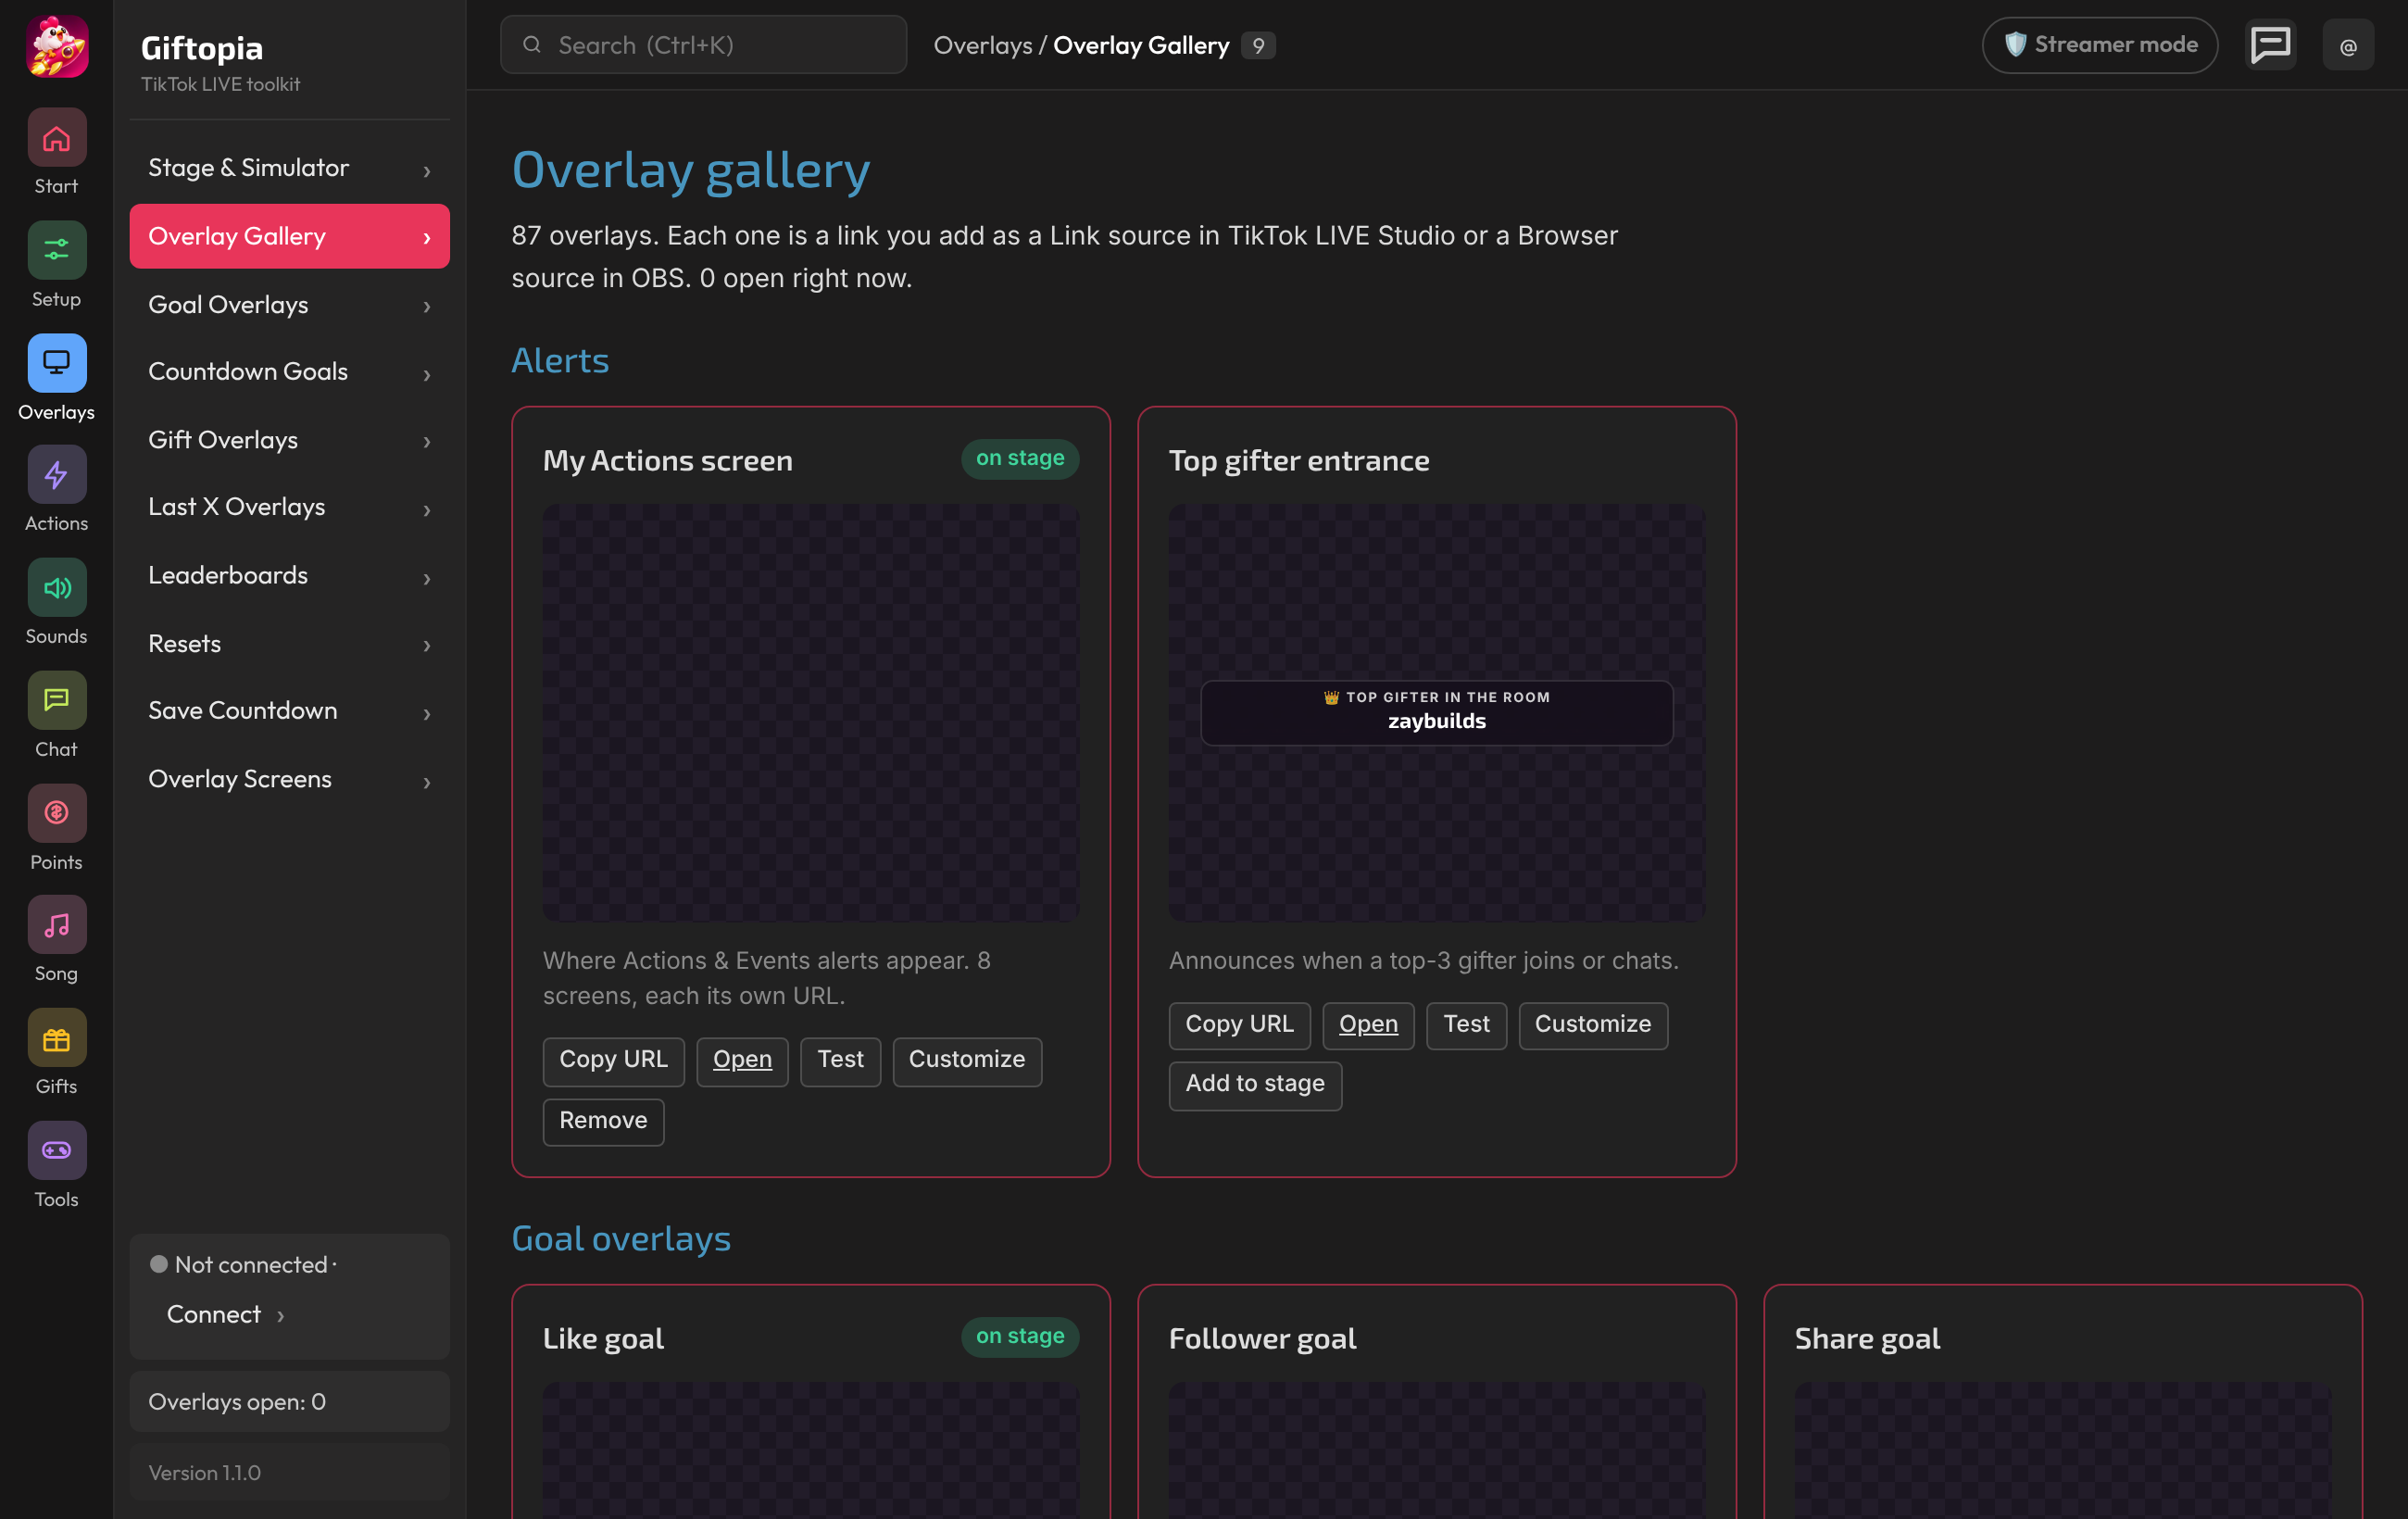 Giftopia
TikTok LIVE toolkit
Start
Setup
Overlays
Actions
Sounds
Chat
Points
Song
Gifts
Tools
Stage & Simulator
Overlay Gallery
Goal Overlays
Countdown Goals
Gift Overlays
Last X Overlays
Leaderboards
Resets
Save Countdown
Overlay Screens
Not connected ·
Connect
Overlays open: 0
Version 1.1.0
Search (Ctrl+K)
Overlays / Overlay Gallery 9
Streamer mode
@
Overlay gallery
87 overlays. Each one is a link you add as a Link source in TikTok LIVE Studio or a Browser
source in OBS. 0 open right now.
Alerts
My Actions screen
on stage
Where Actions & Events alerts appear. 8
screens, each its own URL.
Copy URL
Open
Test
Customize
Remove
Top gifter entrance
TOP GIFTER IN THE ROOM
zaybuilds
Announces when a top-3 gifter joins or chats.
Copy URL
Open
Test
Customize
Add to stage
Goal overlays
Like goal
on stage
Follower goal
Share goal